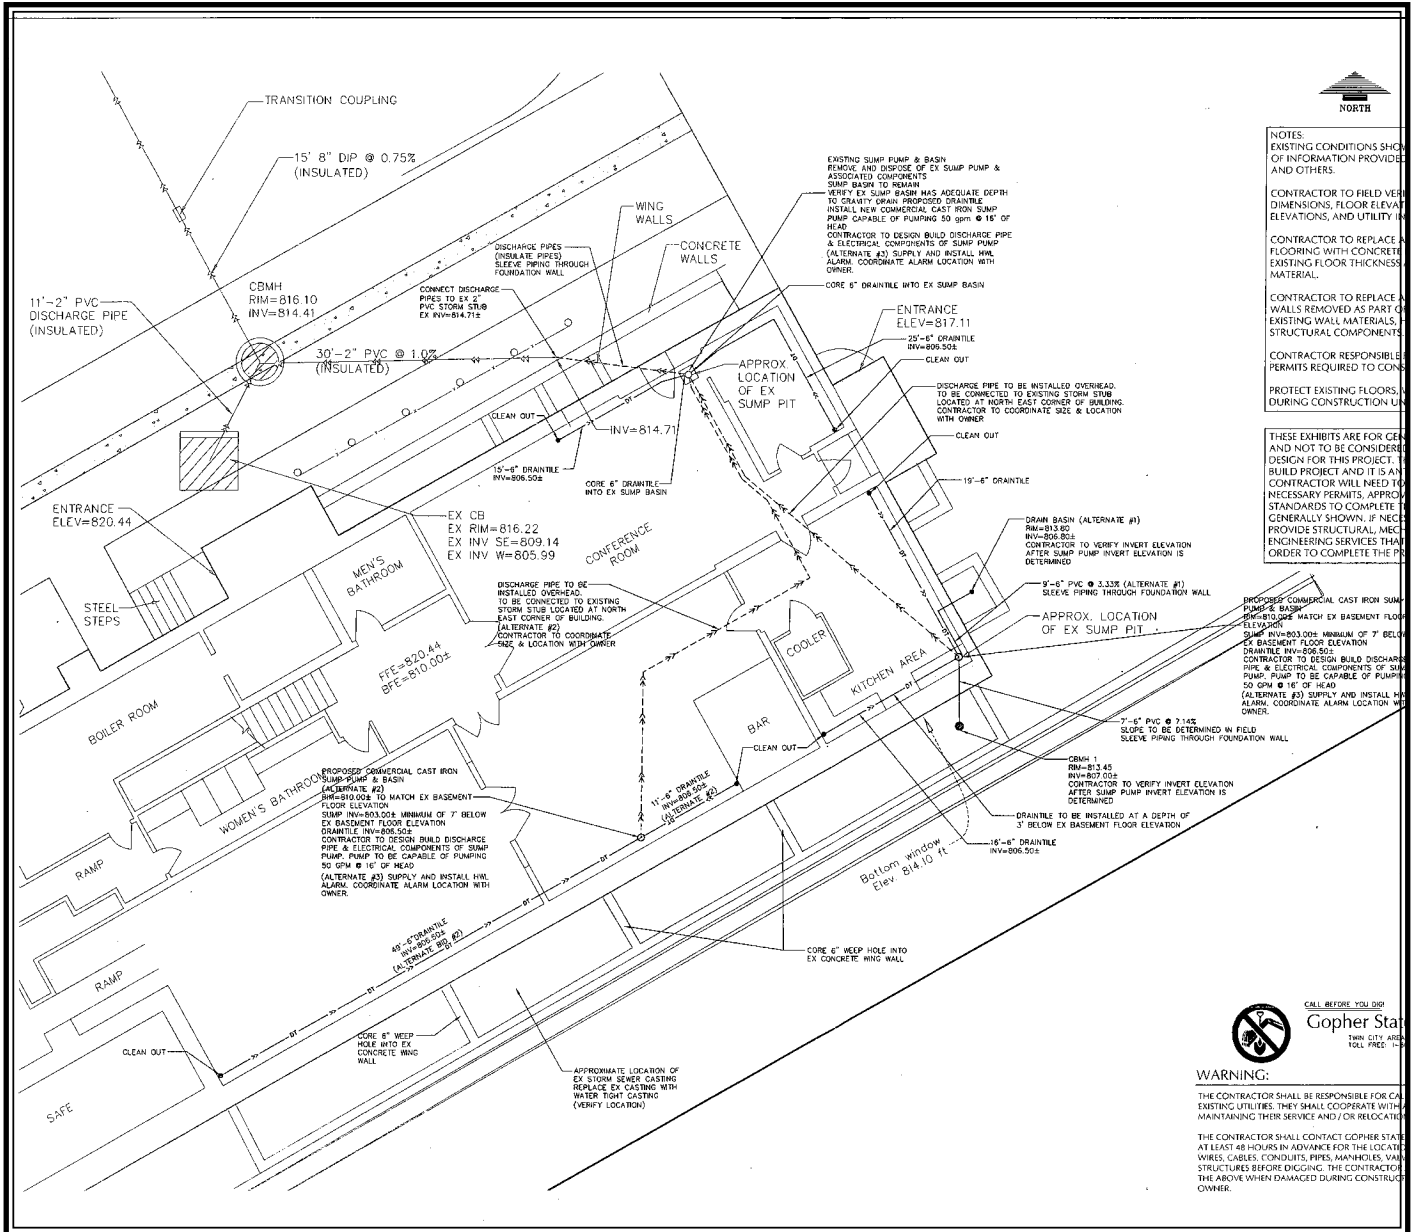 TRANSITION COUPLING
15' 8" DIP @ 0.75%
(INSULATED)
11'-2" PVC
DISCHARGE PIPE
(INSULATED)
CBMH
RIM=816.10
INV=814.41
30'-2" PVC @ 1.0%
(INSULATED)
ENTRANCE
ELEV=820.44
STEEL
STEPS
WING
WALLS
CONCRETE
WALLS
DISCHARGE PIPES
(INSULATE PIPES)
SLEEVE PIPING THROUGH
FOUNDATION WALL
CONNECT DISCHARGE
PIPES TO EX 2"
PVC STORM STUB
EX INV=814.71±
EXISTING SUMP PUMP & BASIN
REMOVE AND DISPOSE OF EX SUMP PUMP &
ASSOCIATED COMPONENTS
SUMP BASIN TO REMAIN
VERIFY EX SUMP BASIN HAS ADEQUATE DEPTH
TO GRAVITY DRAIN PROPOSED DRAINTILE
INSTALL NEW COMMERCIAL CAST IRON SUMP
PUMP CAPABLE OF PUMPING 50 gpm @ 16' OF
HEAD
CONTRACTOR TO DESIGN BUILD DISCHARGE PIPE
& ELECTRICAL COMPONENTS OF SUMP PUMP
(ALTERNATE #3) SUPPLY AND INSTALL HWL
ALARM. COORDINATE ALARM LOCATION WITH
OWNER.
CORE 6" DRAINTILE INTO EX SUMP BASIN
ENTRANCE
ELEV=817.11
25'-6" DRAINTILE
INV=806.50±
CLEAN OUT
APPROX.
LOCATION
OF EX
SUMP PIT
DISCHARGE PIPE TO BE INSTALLED OVERHEAD.
TO BE CONNECTED TO EXISTING STORM STUB
LOCATED AT NORTH EAST CORNER OF BUILDING.
CONTRACTOR TO COORDINATE SIZE & LOCATION
WITH OWNER
CLEAN OUT
19'-6" DRAINTILE
CLEAN OUT
INV=814.71
15'-6" DRAINTILE
INV=806.50±
CORE 6" DRAINTILE
INTO EX SUMP BASIN
EX CB
EX RIM=816.22
EX INV SE=809.14
EX INV W=805.99
CONFERENCE
ROOM
MEN'S
BATHROOM
DISCHARGE PIPE TO BE
INSTALLED OVERHEAD.
TO BE CONNECTED TO EXISTING
STORM STUB LOCATED AT NORTH
EAST CORNER OF BUILDING.
(ALTERNATE #2)
CONTRACTOR TO COORDINATE
SIZE & LOCATION WITH OWNER
DRAIN BASIN (ALTERNATE #1)
RIM=813.60
INV=806.80±
CONTRACTOR TO VERIFY INVERT ELEVATION
AFTER SUMP PUMP INVERT ELEVATION IS
DETERMINED
9'-6" PVC @ 3.33% (ALTERNATE #1)
SLEEVE PIPING THROUGH FOUNDATION WALL
APPROX. LOCATION
OF EX SUMP PIT
PROPOSED COMMERCIAL CAST IRON SUM
PUMP & BASIN
RIM=810.00± MATCH EX BASEMENT FLOO
ELEVATION
SUMP INV=803.00± MINIMUM OF 7' BELO
EX BASEMENT FLOOR ELEVATION
DRAINTILE INV=806.50±
CONTRACTOR TO DESIGN BUILD DISCHARG
PIPE & ELECTRICAL COMPONENTS OF SU
PUMP. PUMP TO BE CAPABLE OF PUMPIN
50 GPM @ 16' OF HEAD
(ALTERNATE #3) SUPPLY AND INSTALL H
ALARM. COORDINATE ALARM LOCATION WIT
OWNER.
FFE=820.44
BFE=810.00±
COOLER
KITCHEN AREA
BAR
BOILER ROOM
WOMEN'S BATHROOM
7'-6" PVC @ 7.14%
SLOPE TO BE DETERMINED IN FIELD
SLEEVE PIPING THROUGH FOUNDATION WALL
CLEAN OUT
CBMH 1
RIM=813.45
INV=807.00±
CONTRACTOR TO VERIFY INVERT ELEVATION
AFTER SUMP PUMP INVERT ELEVATION IS
DETERMINED
PROPOSED COMMERCIAL CAST IRON
SUMP PUMP & BASIN
(ALTERNATE #2)
RIM=810.00± TO MATCH EX BASEMENT
FLOOR ELEVATION
SUMP INV=803.00± MINIMUM OF 7' BELOW
EX BASEMENT FLOOR ELEVATION
DRAINTILE INV=806.50±
CONTRACTOR TO DESIGN BUILD DISCHARGE
PIPE & ELECTRICAL COMPONENTS OF SUMP
PUMP. PUMP TO BE CAPABLE OF PUMPING
50 GPM @ 16' OF HEAD
(ALTERNATE #3) SUPPLY AND INSTALL HWL
ALARM. COORDINATE ALARM LOCATION WITH
OWNER.
11'-6" DRAINTILE
INV=806.50±
(ALTERNATE #2)
DRAINTILE TO BE INSTALLED AT A DEPTH OF
3' BELOW EX BASEMENT FLOOR ELEVATION
16'-6" DRAINTILE
INV=806.50±
Bottom window
Elev. 814.10 ft
RAMP
49'-6" DRAINTILE
INV=806.50±
(ALTERNATE BID #2)
CORE 6" WEEP HOLE INTO
EX CONCRETE WING WALL
RAMP
CLEAN OUT
CORE 6" WEEP
HOLE INTO EX
CONCRETE WING
WALL
APPROXIMATE LOCATION OF
EX STORM SEWER CASTING
REPLACE EX CASTING WITH
WATER TIGHT CASTING
(VERIFY LOCATION)
SAFE
NORTH
NOTES:
EXISTING CONDITIONS SHO
OF INFORMATION PROVIDE
AND OTHERS.
CONTRACTOR TO FIELD VER
DIMENSIONS, FLOOR ELEVAT
ELEVATIONS, AND UTILITY IN
CONTRACTOR TO REPLACE A
FLOORING WITH CONCRETE
EXISTING FLOOR THICKNESS
MATERIAL.
CONTRACTOR TO REPLACE A
WALLS REMOVED AS PART O
EXISTING WALL MATERIALS,
STRUCTURAL COMPONENTS.
CONTRACTOR RESPONSIBLE
PERMITS REQUIRED TO CONS
PROTECT EXISTING FLOORS,
DURING CONSTRUCTION UN
THESE EXHIBITS ARE FOR GEN
AND NOT TO BE CONSIDERE
DESIGN FOR THIS PROJECT. T
BUILD PROJECT AND IT IS AN
CONTRACTOR WILL NEED TO
NECESSARY PERMITS, APPROV
STANDARDS TO COMPLETE T
GENERALLY SHOWN. IF NECE
PROVIDE STRUCTURAL, MECH
ENGINEERING SERVICES THAT
ORDER TO COMPLETE THE PR
CALL BEFORE YOU DIG!
Gopher Stat
TWIN CITY AREA
TOLL FREE: 1-
WARNING:
THE CONTRACTOR SHALL BE RESPONSIBLE FOR CAL
EXISTING UTILITIES. THEY SHALL COOPERATE WITH A
MAINTAINING THEIR SERVICE AND / OR RELOCATIO
THE CONTRACTOR SHALL CONTACT GOPHER STATE
AT LEAST 48 HOURS IN ADVANCE FOR THE LOCATIO
WIRES, CABLES, CONDUITS, PIPES, MANHOLES, VAL
STRUCTURES BEFORE DIGGING. THE CONTRACTOR
THE ABOVE WHEN DAMAGED DURING CONSTRUC
OWNER.